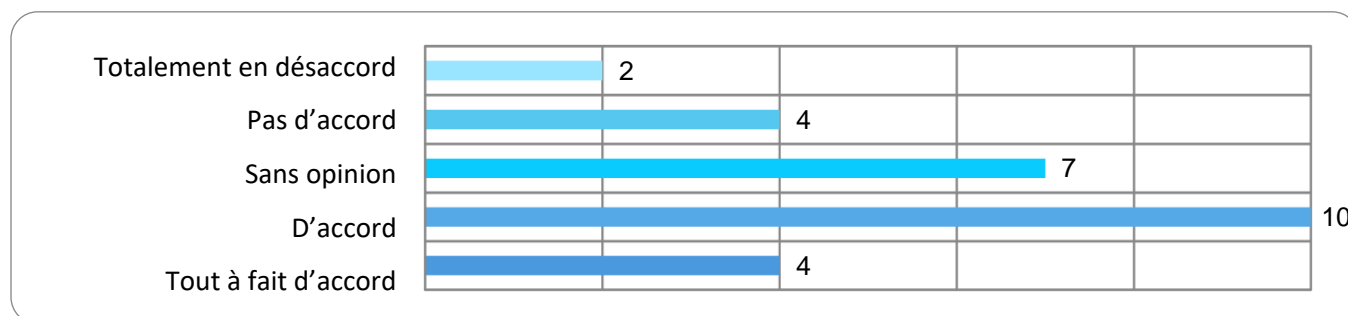 Totalement en désaccord 2
Pas d’accord 4
Sans opinion 7
D’accord 10
Tout à fait d’accord 4